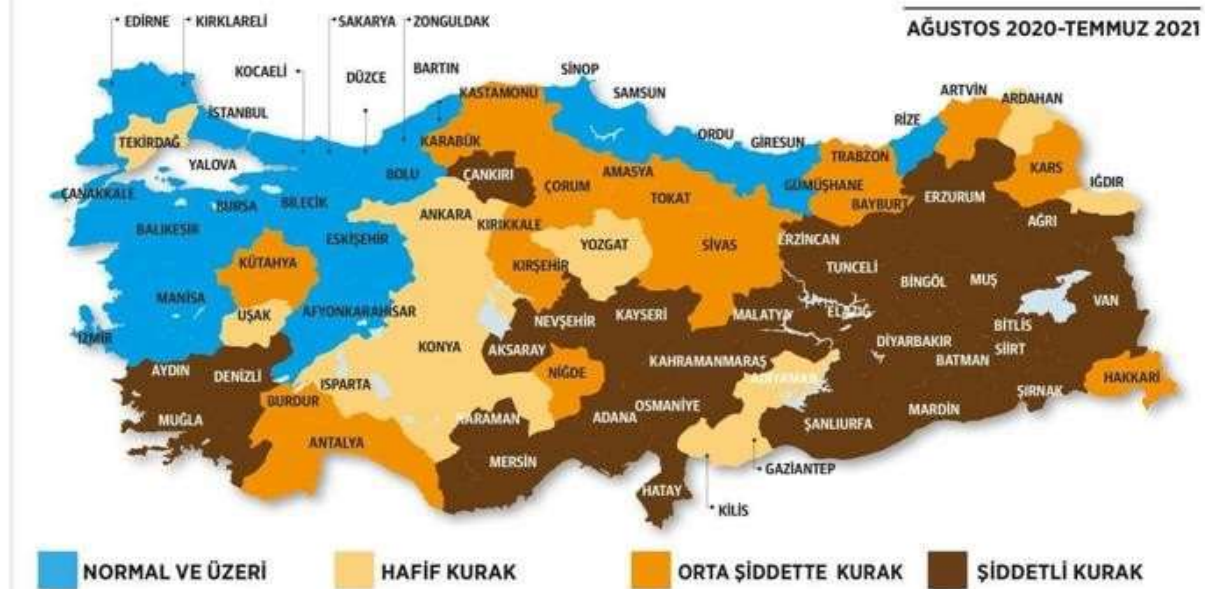 AĞUSTOS 2020-TEMMUZ 2021
EDİRNE
KIRKLARELİ
SAKARYA
ZONGULDAK
KOCAELİ
DÜZCE
BARTIN
SİNOP
KASTAMONU
SAMSUN
ARTVİN
ARDAHAN
İSTANBUL
RİZE
TEKİRDAĞ
YALOVA
KARABÜK
ORDU
GİRESUN
TRABZON
ÇANAKKALE
BOLU
ÇANKIRI
AMASYA
KARS
BURSA
BİLECİK
ÇORUM
TOKAT
GÜMÜŞHANE
BAYBURT
ERZURUM
IĞDIR
ANKARA
KIRIKKALE
AĞRI
BALIKESİR
ESKİŞEHİR
YOZGAT
SİVAS
ERZİNCAN
KÜTAHYA
KIRŞEHİR
TUNCELİ
BİNGÖL
MUŞ
MANİSA
UŞAK
AFYONKARAHİSAR
NEVŞEHİR
KAYSERİ
MALATYA
ELAZIĞ
VAN
İZMİR
KONYA
AKSARAY
BİTLİS
DİYARBAKIR
SİİRT
AYDIN
DENİZLİ
ISPARTA
NİĞDE
KAHRAMANMARAŞ
BATMAN
ADIYAMAN
HAKKARİ
BURDUR
ŞIRNAK
MUĞLA
KARAMAN
ADANA
OSMANİYE
ŞANLIURFA
MARDİN
ANTALYA
MERSİN
GAZİANTEP
HATAY
KİLİS
NORMAL VE ÜZERİ
HAFİF KURAK
ORTA ŞİDDETTE KURAK
ŞİDDETLİ KURAK